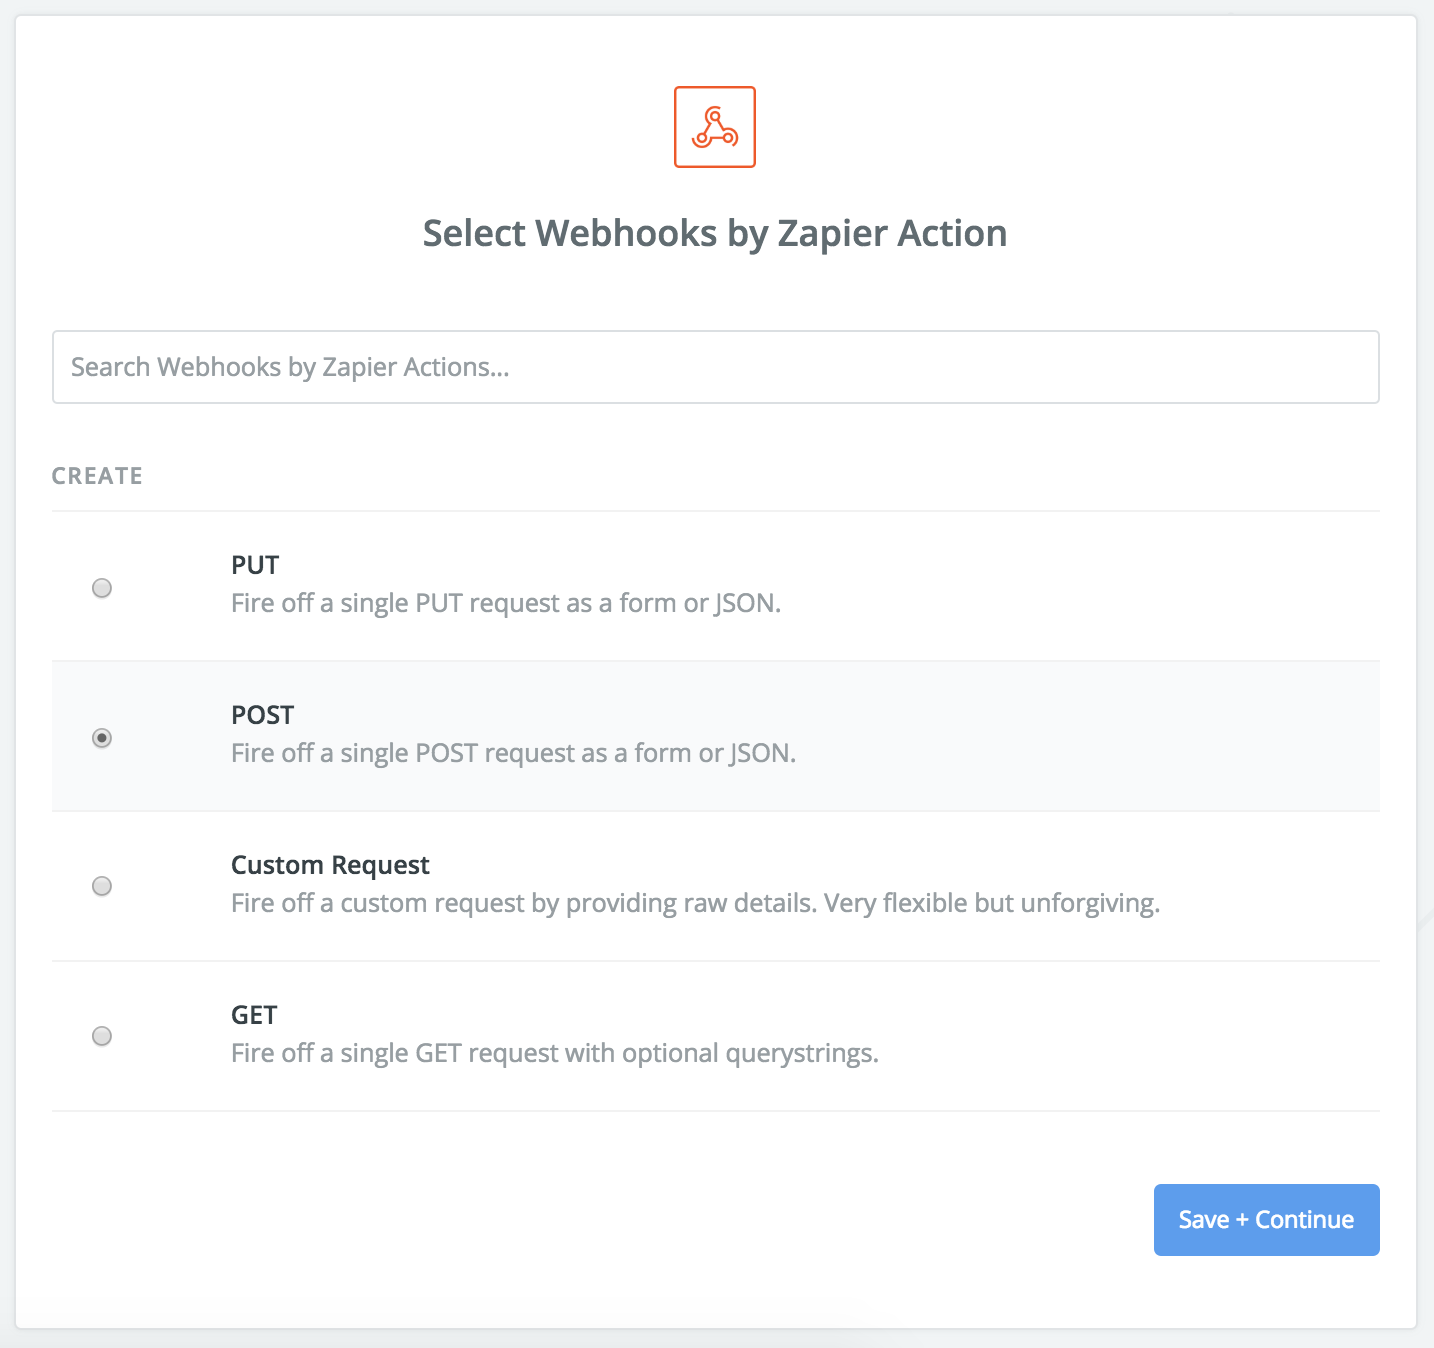 Select Webhooks by Zapier Action
Search Webhooks by Zapier Actions...
CREATE
PUT
Fire off a single PUT request as a form or JSON.
POST
Fire off a single POST request as a form or JSON.
Custom Request
Fire off a custom request by providing raw details. Very flexible but unforgiving.
GET
Fire off a single GET request with optional querystrings.
Save + Continue